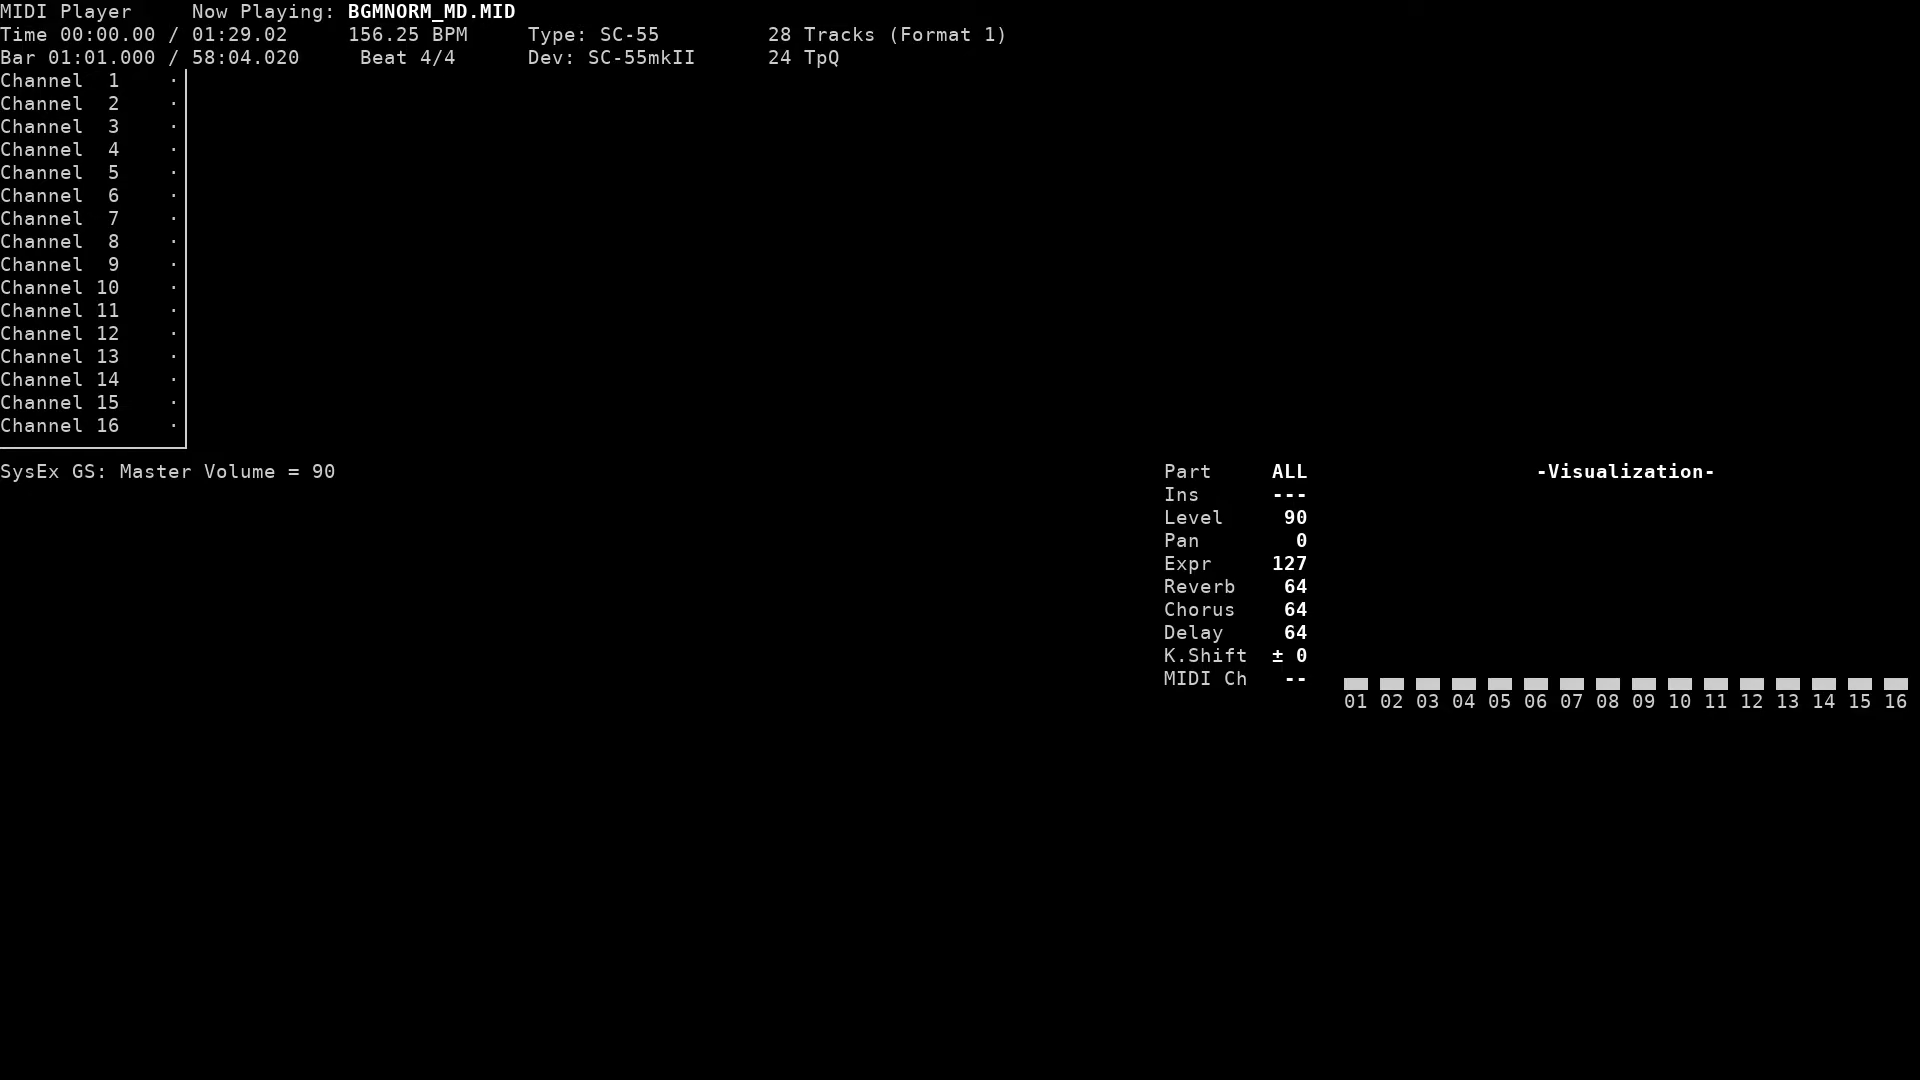 MIDI Player     Now Playing: BGMNORM_MD.MID
Time 00:00.00 / 01:29.02     156.25 BPM     Type: SC-55         28 Tracks (Format 1)
Bar 01:01.000 / 58:04.020     Beat 4/4      Dev: SC-55mkII      24 TpQ
Channel  1    ·
Channel  2    ·
Channel  3    ·
Channel  4    ·
Channel  5    ·
Channel  6    ·
Channel  7    ·
Channel  8    ·
Channel  9    ·
Channel 10    ·
Channel 11    ·
Channel 12    ·
Channel 13    ·
Channel 14    ·
Channel 15    ·
Channel 16    ·
SysEx GS: Master Volume = 90
Part     ALL
Ins      ---
Level     90
Pan        0
Expr     127
Reverb    64
Chorus    64
Delay     64
K.Shift  ± 0
MIDI Ch   --
-Visualization-
01 02 03 04 05 06 07 08 09 10 11 12 13 14 15 16